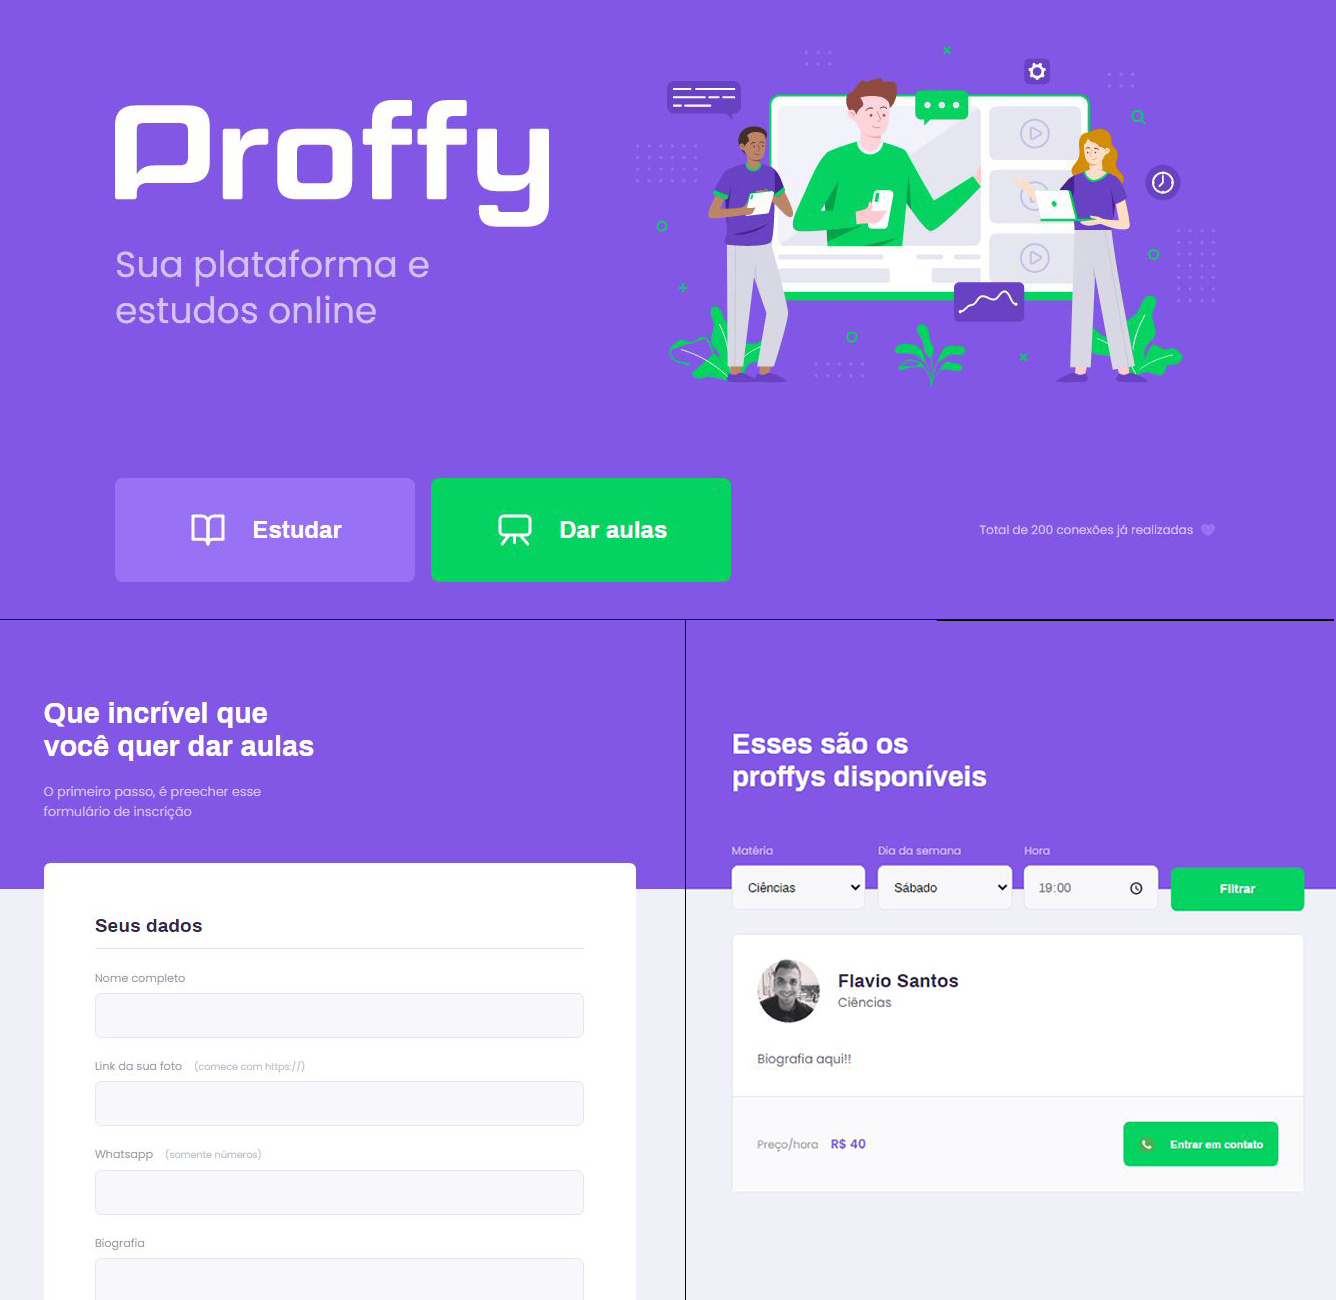 Proffy
Sua plataforma e
estudos online
Estudar
Dar aulas
Total de 200 conexões já realizadas
Que incrível que
você quer dar aulas
O primeiro passo, é preecher esse
formulário de inscrição
Seus dados
Nome completo
Link da sua foto (comece com https://)
Whatsapp (somente números)
Biografia
Esses são os
proffys disponíveis
Matéria Dia da semana Hora
Ciências Sábado 19:00 Filtrar
Flavio Santos
Ciências
Biografia aqui!!
Preço/hora R$ 40 Entrar em contato